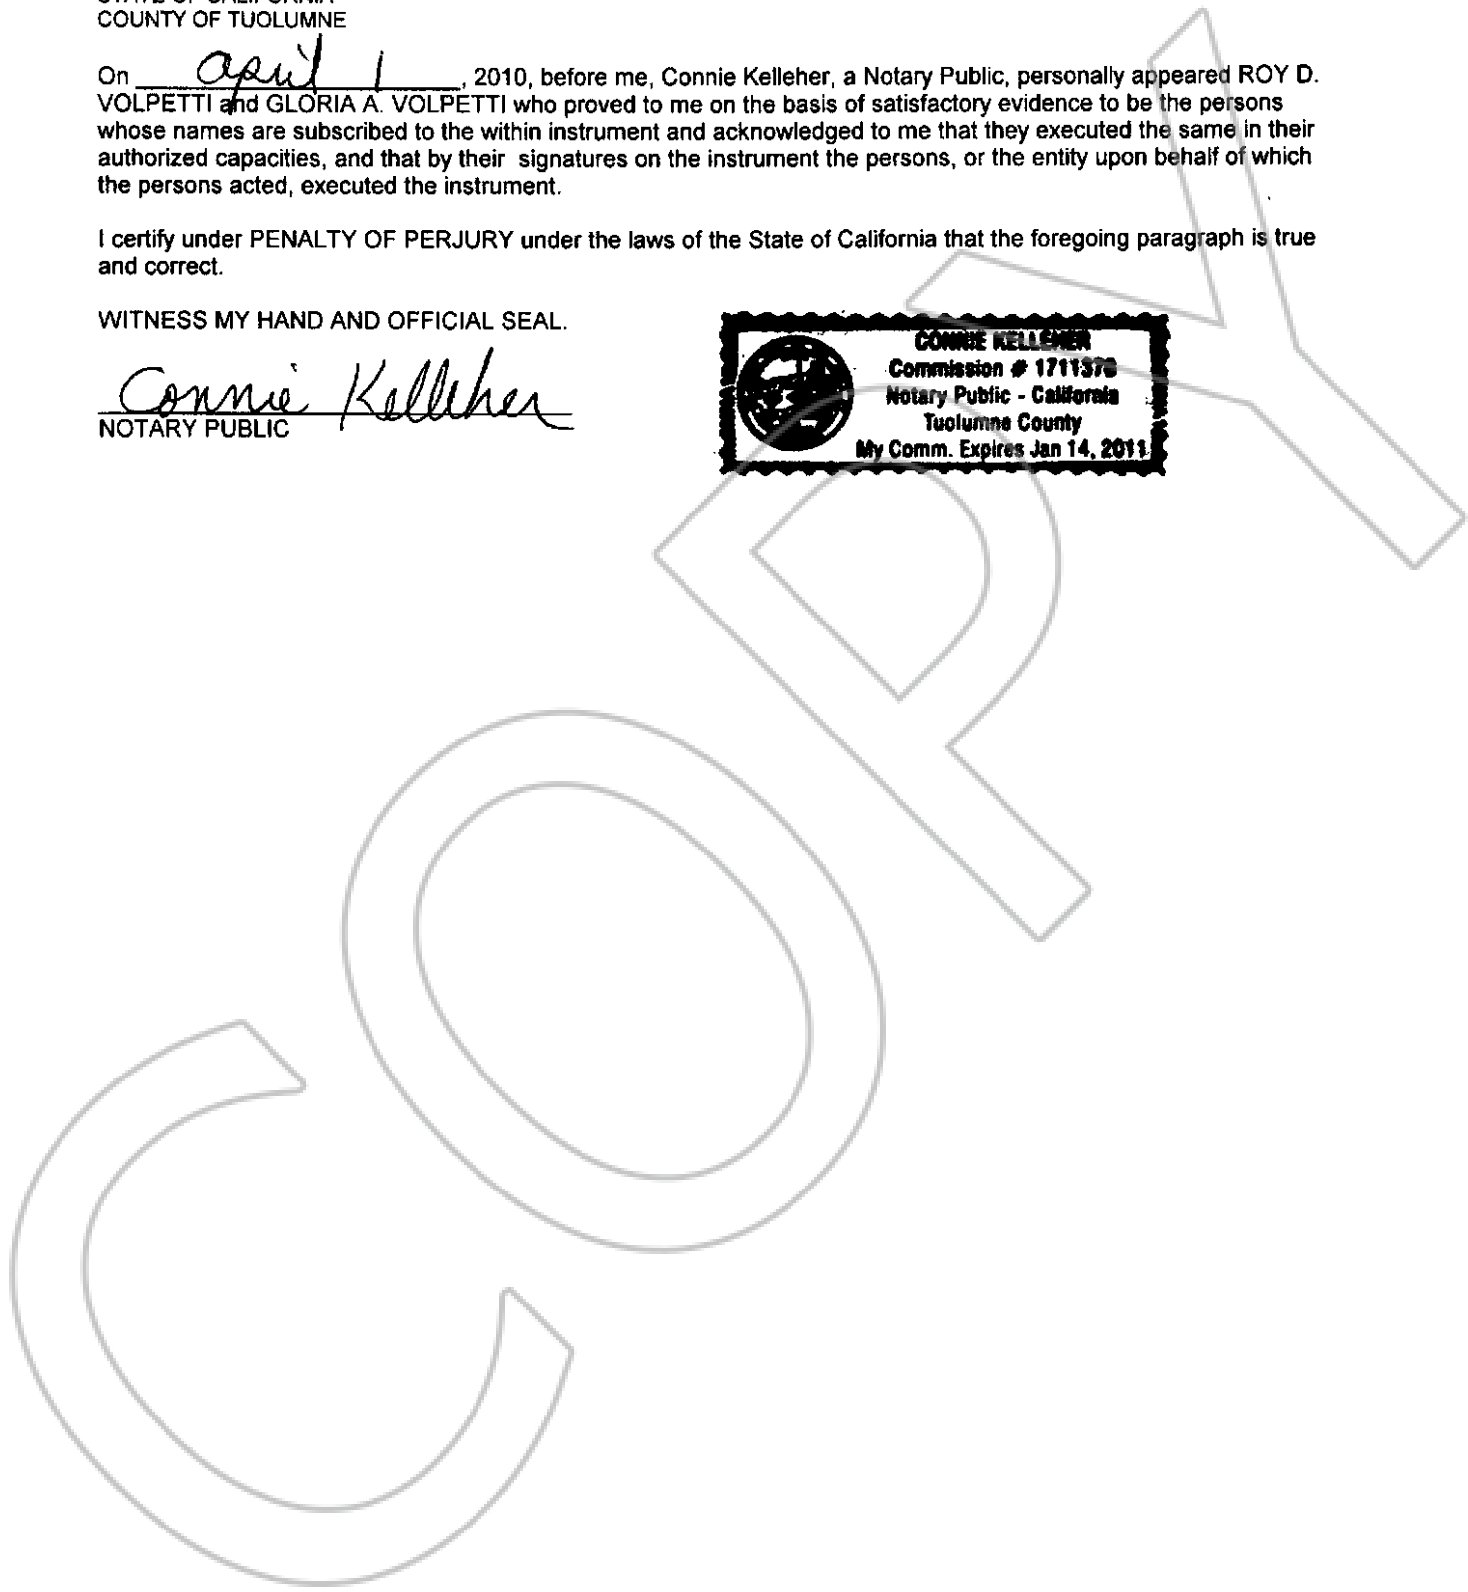 STATE OF CALIFORNIA
COUNTY OF TUOLUMNE
On April 1, 2010, before me, Connie Kelleher, a Notary Public, personally appeared ROY D.
VOLPETTI and GLORIA A. VOLPETTI who proved to me on the basis of satisfactory evidence to be the persons
whose names are subscribed to the within instrument and acknowledged to me that they executed the same in their
authorized capacities, and that by their signatures on the instrument the persons, or the entity upon behalf of which
the persons acted, executed the instrument.
I certify under PENALTY OF PERJURY under the laws of the State of California that the foregoing paragraph is true
and correct.
WITNESS MY HAND AND OFFICIAL SEAL.
Connie Kelleher
NOTARY PUBLIC
CONNIE KELLEHER
Commission #
Notary Public - California
Tuolumne County
My Comm. Expires Jan 14, 2011
COPY